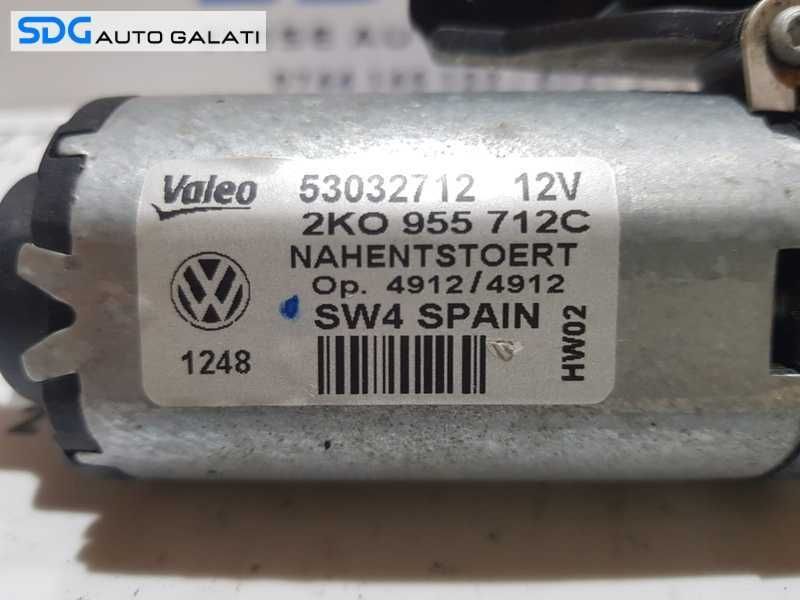 SDG AUTO GALATI
Valeo 53032712 12V
2K0 955 712C
NAHENTSTOERT
Op. 4912/4912
SW4 SPAIN
1248
HW02